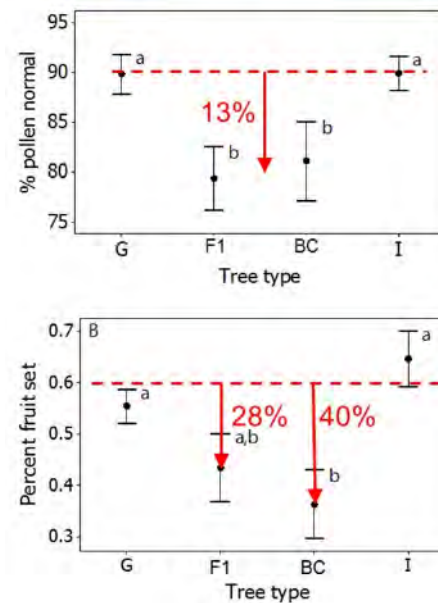 95
90
85
80
75
% pollen normal
a
b
b
a
13%
G F1 BC I
Tree type
B
0.7
0.6
0.5
0.4
0.3
Percent fruit set
a
a,b
b
a
28%
40%
G F1 BC I
Tree type